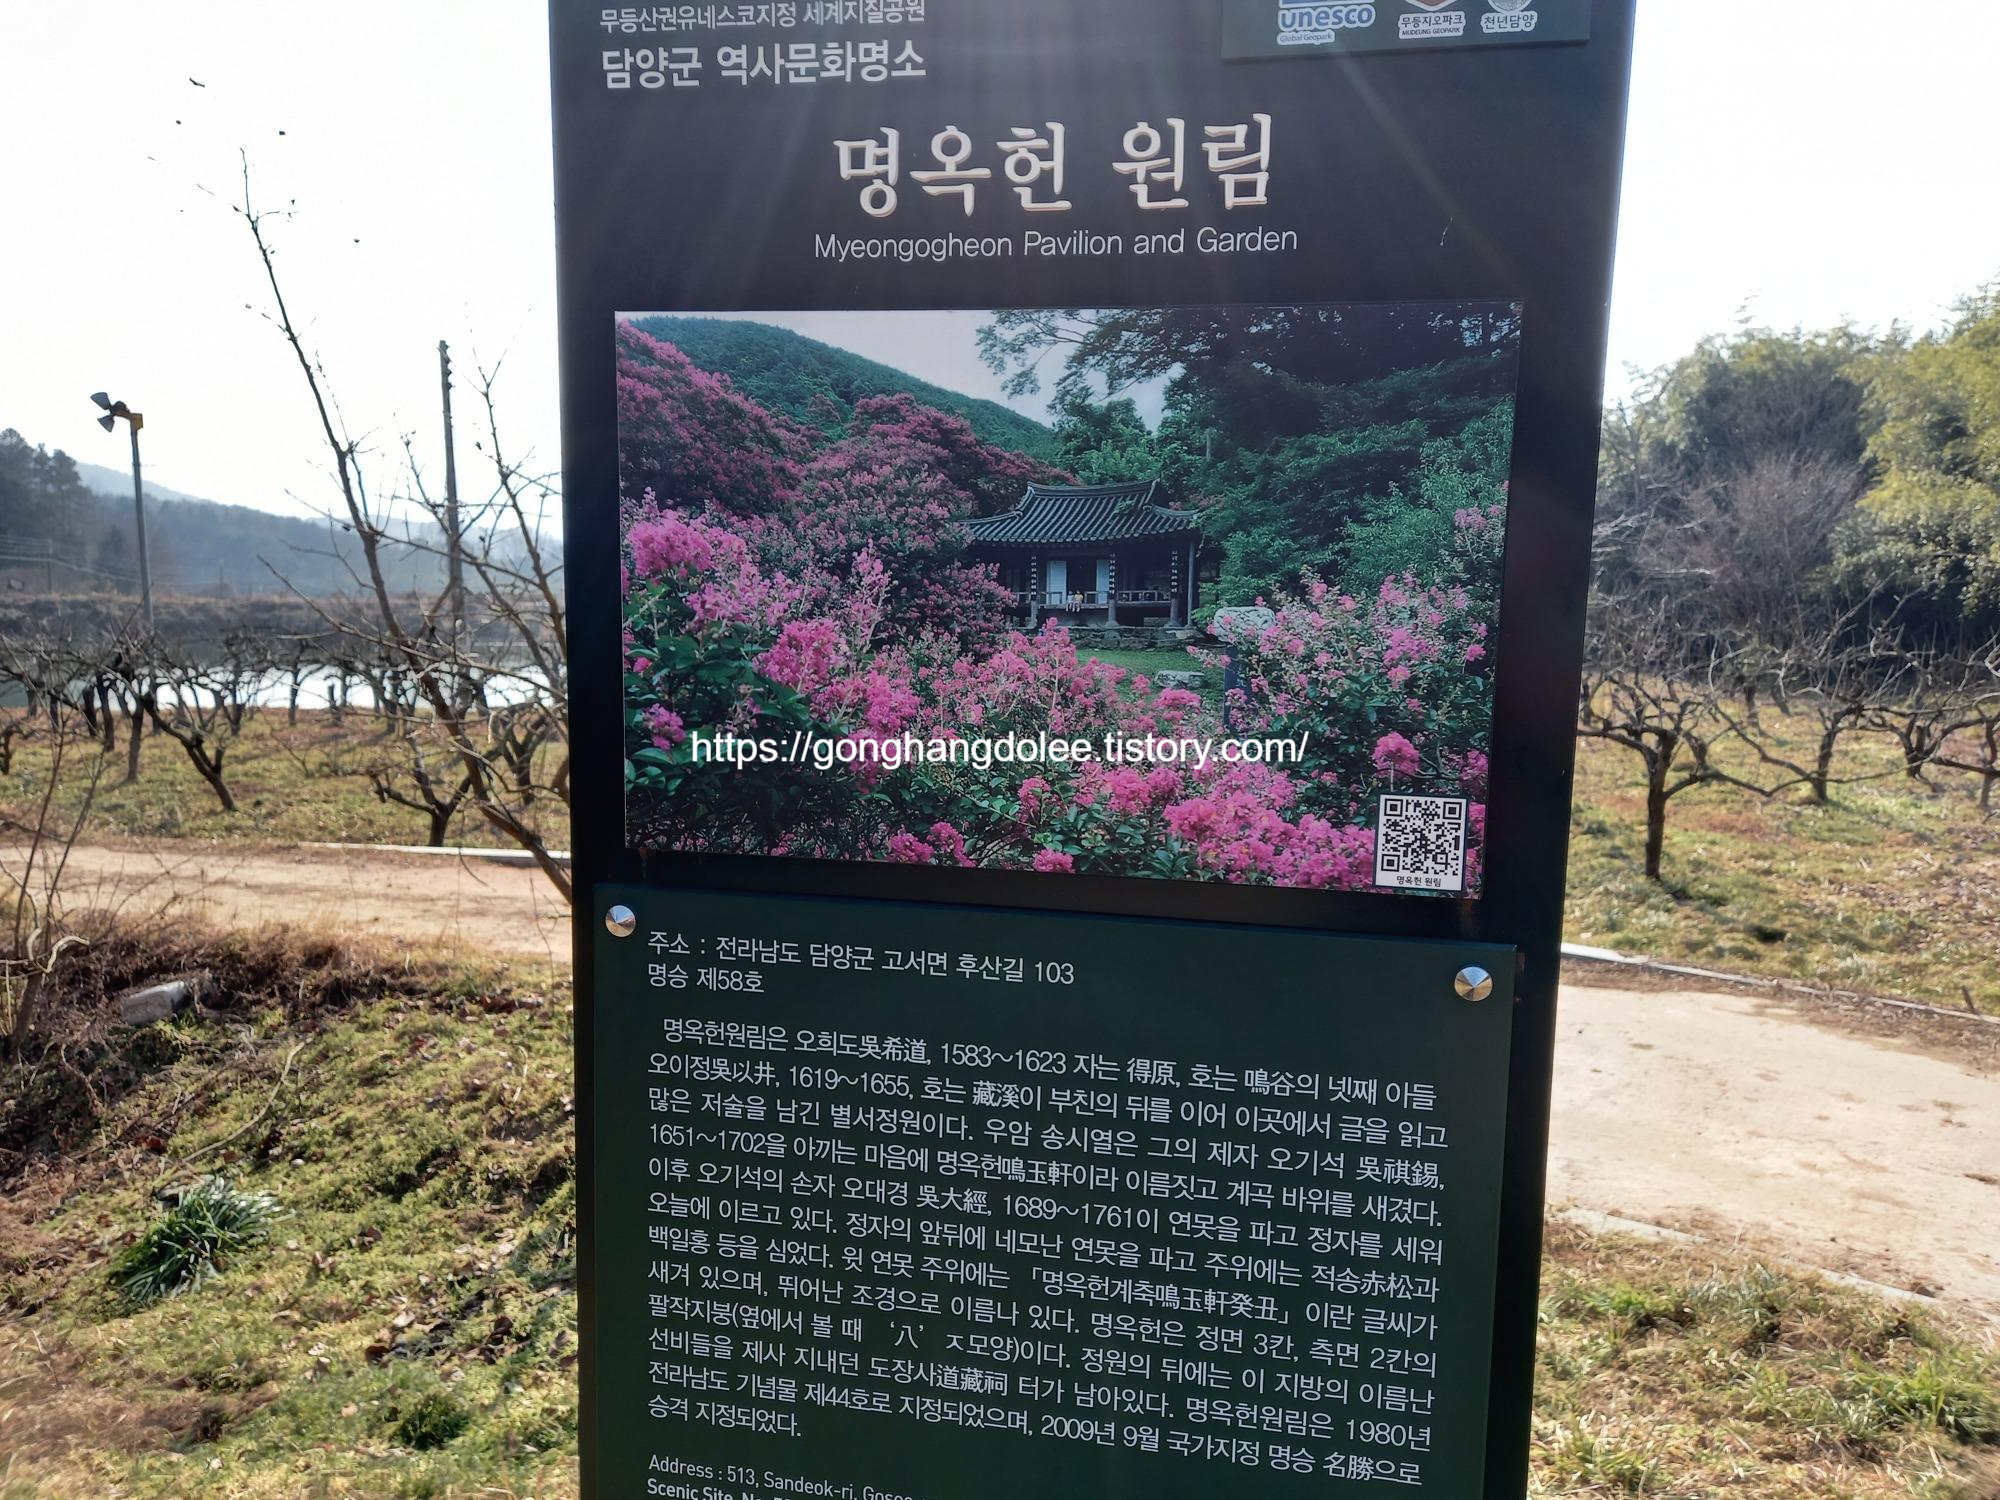 무등산권유네스코지정 세계지질공원
담양군 역사문화명소
unesco
Global Geopark
무등지오파크
MUDEUNG GEOPARK
천년담양
명옥헌 원림
Myeongogheon Pavilion and Garden
https://gonghangdolee.tistory.com/
명옥헌 원림
주소 : 전라남도 담양군 고서면 후산길 103
명승 제58호
명옥헌원림은 오희도吳希道, 1583~1623 자는 得原, 호는 鳴谷의 넷째 아들
오이정吳以井, 1619~1655, 호는 藏溪이 부친의 뒤를 이어 이곳에서 글을 읽고
많은 저술을 남긴 별서정원이다. 우암 송시열은 그의 제자 오기석 吳祺錫,
1651~1702을 아끼는 마음에 명옥헌鳴玉軒이라 이름짓고 계곡 바위를 새겼다.
이후 오기석의 손자 오대경 吳大經, 1689~1761이 연못을 파고 정자를 세워
오늘에 이르고 있다. 정자의 앞뒤에 네모난 연못을 파고 주위에는 적송赤松과
백일홍 등을 심었다. 윗 연못 주위에는 「명옥헌계축鳴玉軒癸丑」이란 글씨가
새겨 있으며, 뛰어난 조경으로 이름나 있다. 명옥헌은 정면 3칸, 측면 2칸의
팔작지붕(옆에서 볼 때 ‘八’ ㅈ모양)이다. 정원의 뒤에는 이 지방의 이름난
선비들을 제사 지내던 도장사道藏祠 터가 남아있다. 명옥헌원림은 1980년
전라남도 기념물 제44호로 지정되었으며, 2009년 9월 국가지정 명승 名勝으로
승격 지정되었다.
Address : 513, Sandeok-ri,
Scenic Site,